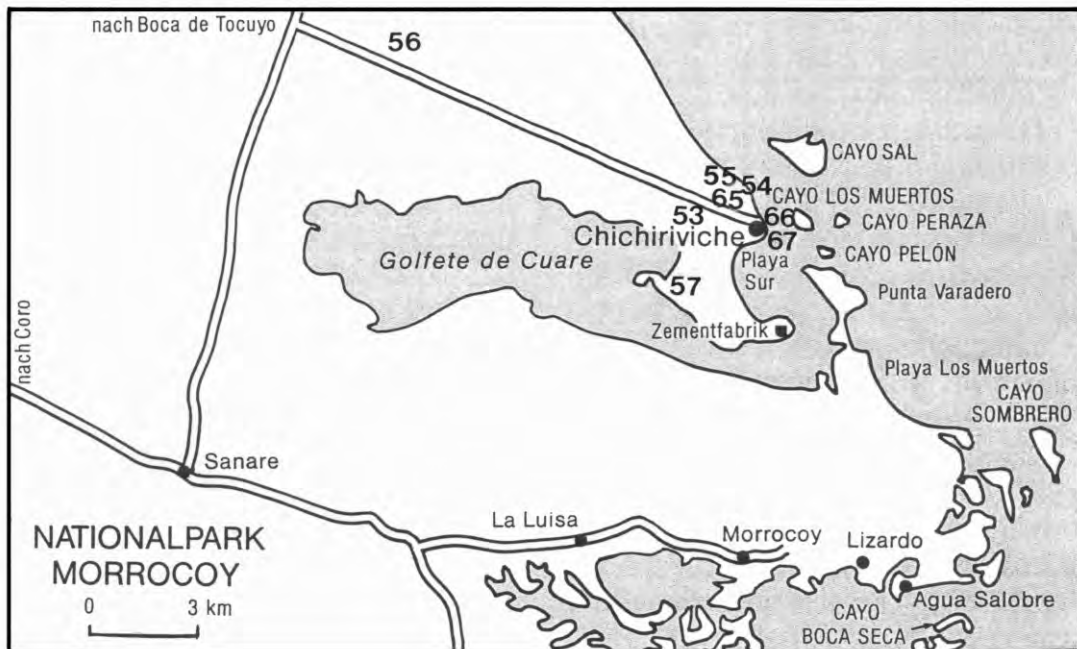 nach Boca de Tocuyo
56
CAYO SAL
55
54
65
CAYO LOS MUERTOS
53
66
CAYO PERAZA
Chichiriviche
67
Golfete de Cuare
Playa
Sur
CAYO PELÓN
57
Punta Varadero
Zementfabrik
nach Coro
Playa Los Muertos
CAYO
SOMBRERO
Sanare
La Luisa
Morrocoy
Lizardo
NATIONALPARK
MORROCOY
0 3 km
Agua Salobre
CAYO
BOCA SECA